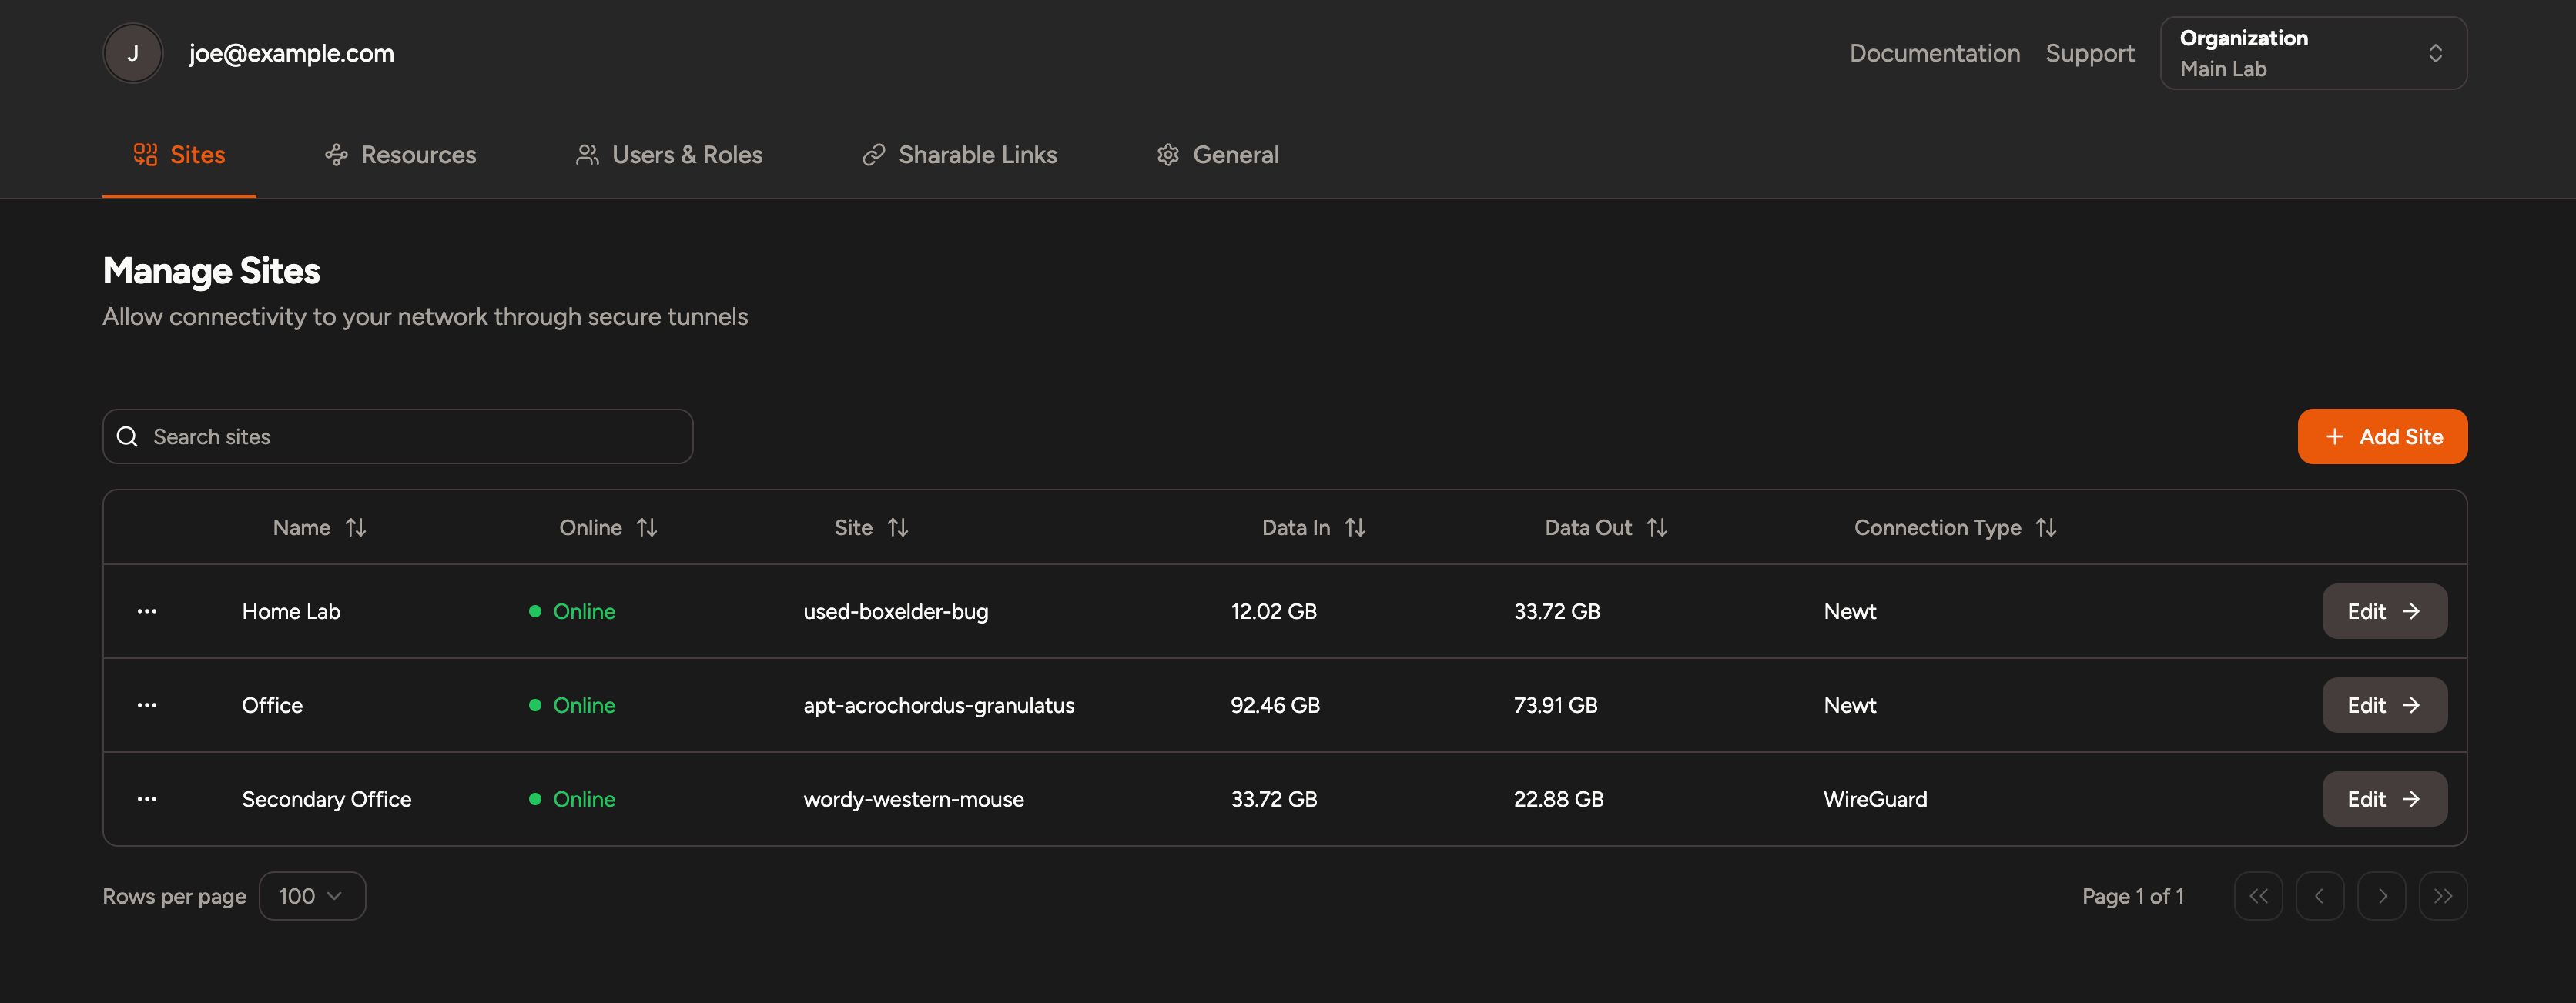 J joe@example.com Documentation Support Organization
Main Lab
Sites Resources Users & Roles Sharable Links General
Manage Sites
Allow connectivity to your network through secure tunnels
Search sites + Add Site
Name Online Site Data In Data Out Connection Type
Home Lab Online used-boxelder-bug 12.02 GB 33.72 GB Newt Edit →
Office Online apt-acrochordus-granulatus 92.46 GB 73.91 GB Newt Edit →
Secondary Office Online wordy-western-mouse 33.72 GB 22.88 GB WireGuard Edit →
Rows per page 100 Page 1 of 1